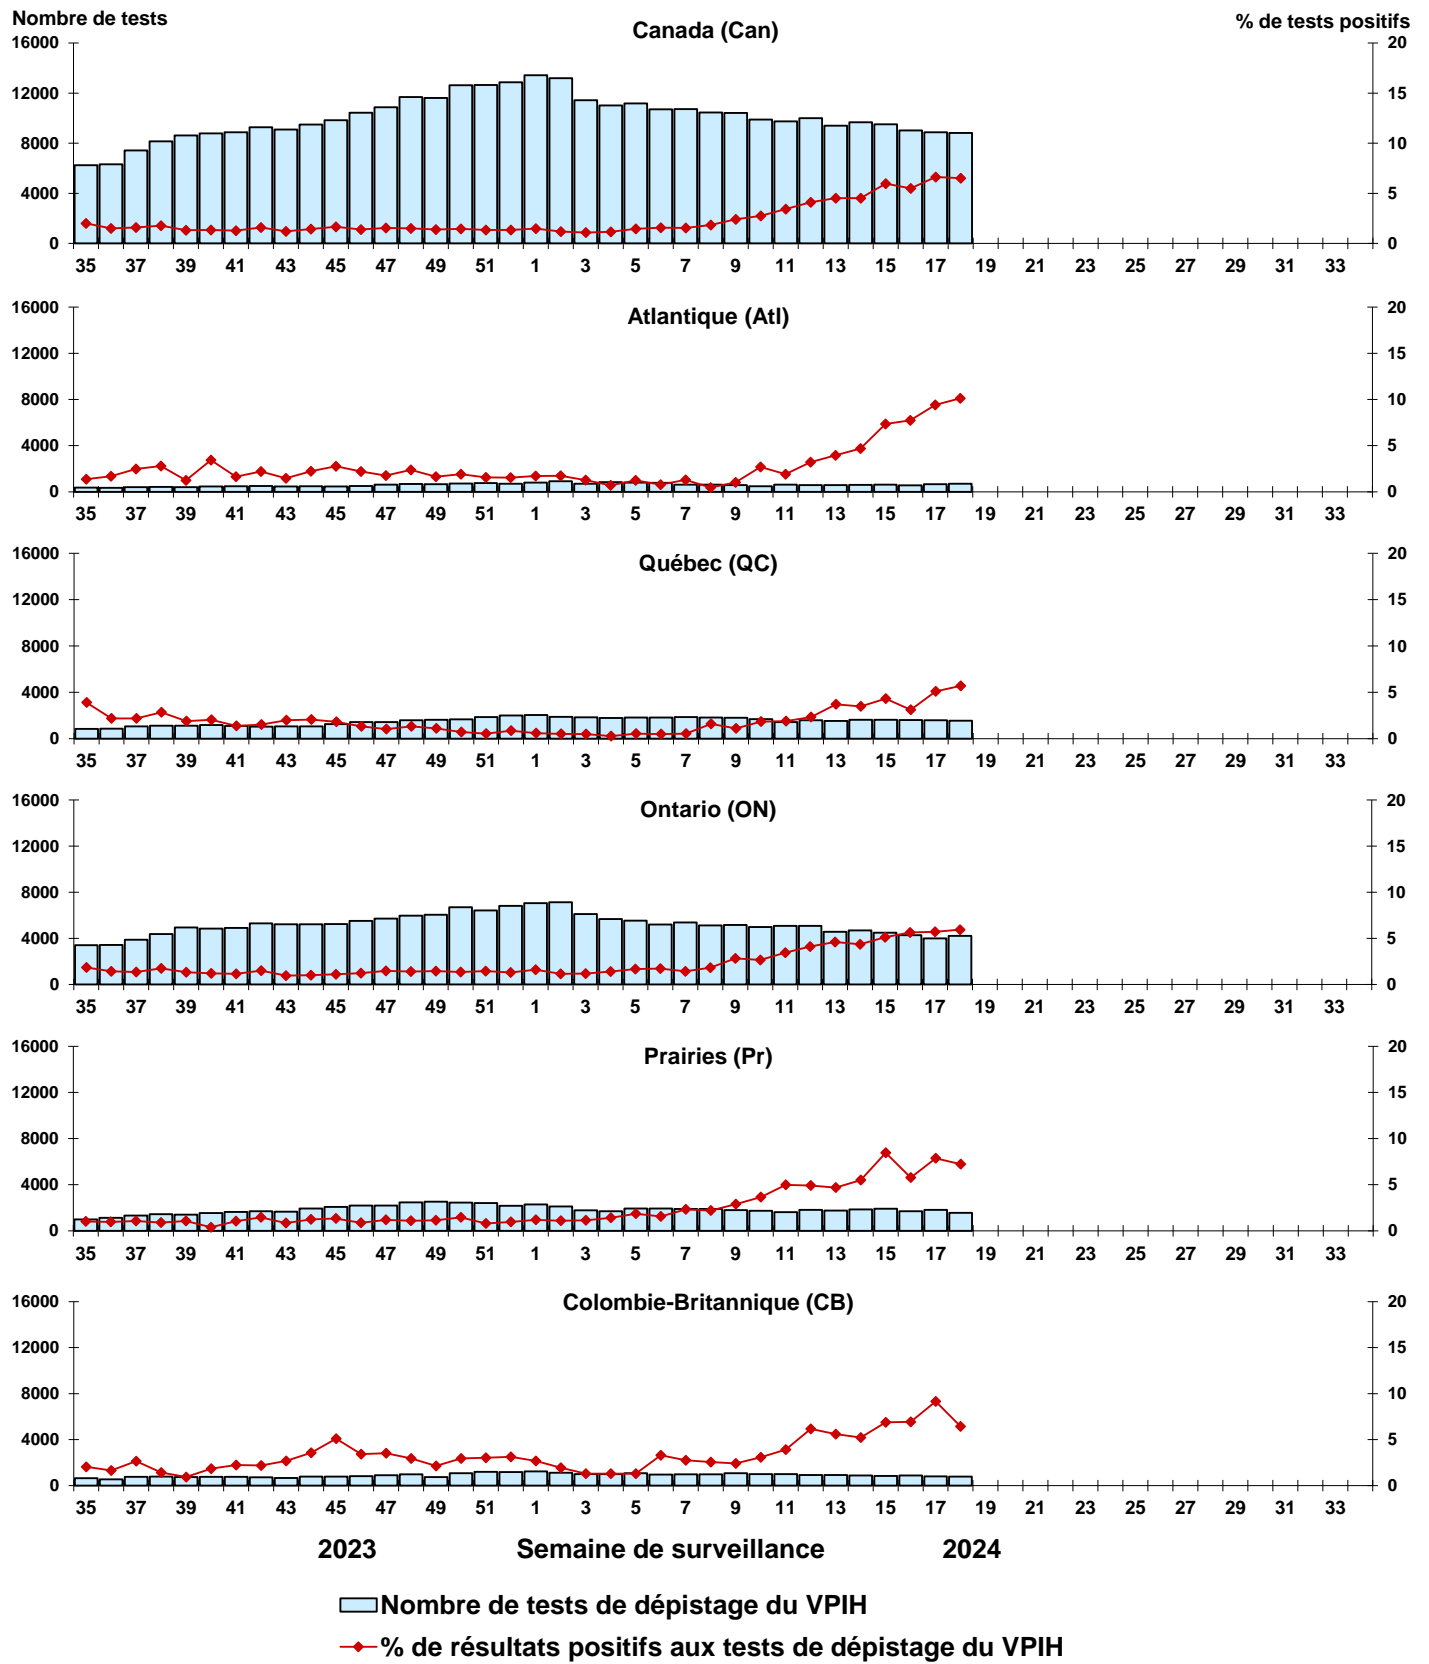 Nombre de tests % de tests positifs
Canada (Can)
16000 20
12000 15
8000 10
4000 5
0 0
35 37 39 41 43 45 47 49 51 1 3 5 7 9 11 13 15 17 19 21 23 25 27 29 31 33
Atlantique (Atl)
16000 20
12000 15
8000 10
4000 5
0 0
35 37 39 41 43 45 47 49 51 1 3 5 7 9 11 13 15 17 19 21 23 25 27 29 31 33
Québec (QC)
16000 20
12000 15
8000 10
4000 5
0 0
35 37 39 41 43 45 47 49 51 1 3 5 7 9 11 13 15 17 19 21 23 25 27 29 31 33
Ontario (ON)
16000 20
12000 15
8000 10
4000 5
0 0
35 37 39 41 43 45 47 49 51 1 3 5 7 9 11 13 15 17 19 21 23 25 27 29 31 33
Prairies (Pr)
16000 20
12000 15
8000 10
4000 5
0 0
35 37 39 41 43 45 47 49 51 1 3 5 7 9 11 13 15 17 19 21 23 25 27 29 31 33
Colombie-Britannique (CB)
16000 20
12000 15
8000 10
4000 5
0 0
35 37 39 41 43 45 47 49 51 1 3 5 7 9 11 13 15 17 19 21 23 25 27 29 31 33
2023 Semaine de surveillance 2024
Nombre de tests de dépistage du VPIH
% de résultats positifs aux tests de dépistage du VPIH